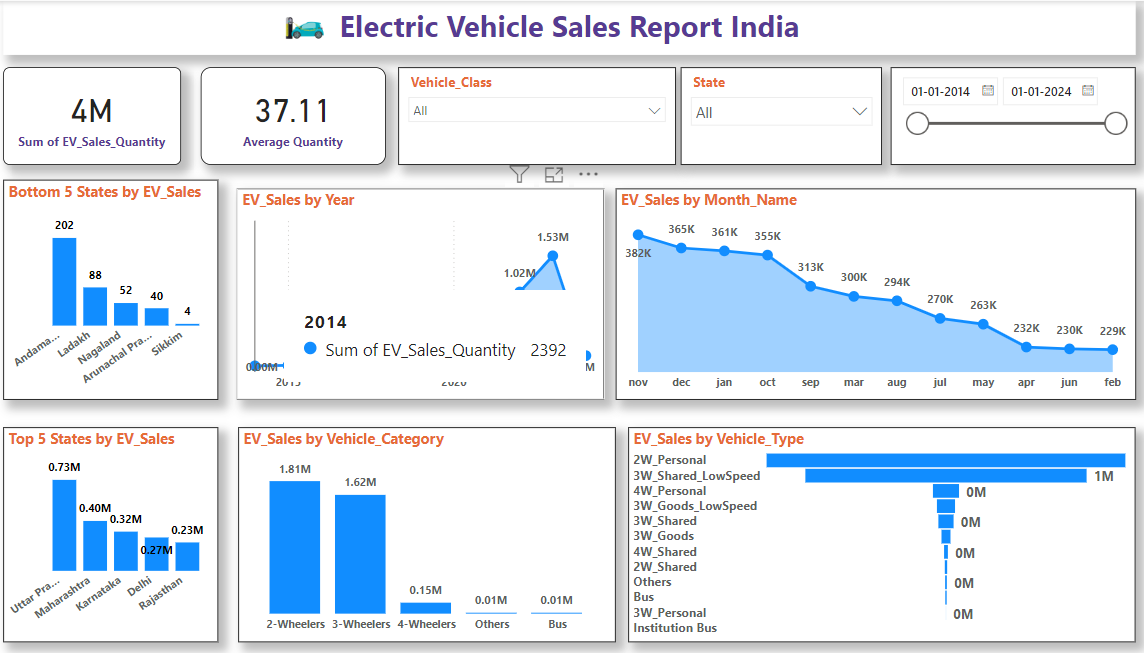 Electric Vehicle Sales Report India
4M
Sum of EV_Sales_Quantity
37.11
Average Quantity
Vehicle_Class
All
State
All
01-01-2014
01-01-2024
Bottom 5 States by EV_Sales
202
88
52
40
4
Andama...
Ladakh
Nagaland
Arunachal Pra...
Sikkim
EV_Sales by Year
1.53M
1.02M
2014
Sum of EV_Sales_Quantity 2392
0.00M
M
2015
2020
EV_Sales by Month_Name
382K
365K
361K
355K
313K
300K
294K
270K
263K
232K
230K
229K
nov dec jan oct sep mar aug jul may apr jun feb
Top 5 States by EV_Sales
0.73M
0.40M
0.32M
0.27M
0.23M
Uttar Pra...
Maharashtra
Karnataka
Delhi
Rajasthan
EV_Sales by Vehicle_Category
1.81M
1.62M
0.15M
0.01M
0.01M
2-Wheelers 3-Wheelers 4-Wheelers Others Bus
EV_Sales by Vehicle_Type
2W_Personal
3W_Shared_LowSpeed 1M
4W_Personal 0M
3W_Goods_LowSpeed
3W_Shared 0M
3W_Goods
4W_Shared 0M
2W_Shared
Others 0M
Bus
3W_Personal 0M
Institution Bus